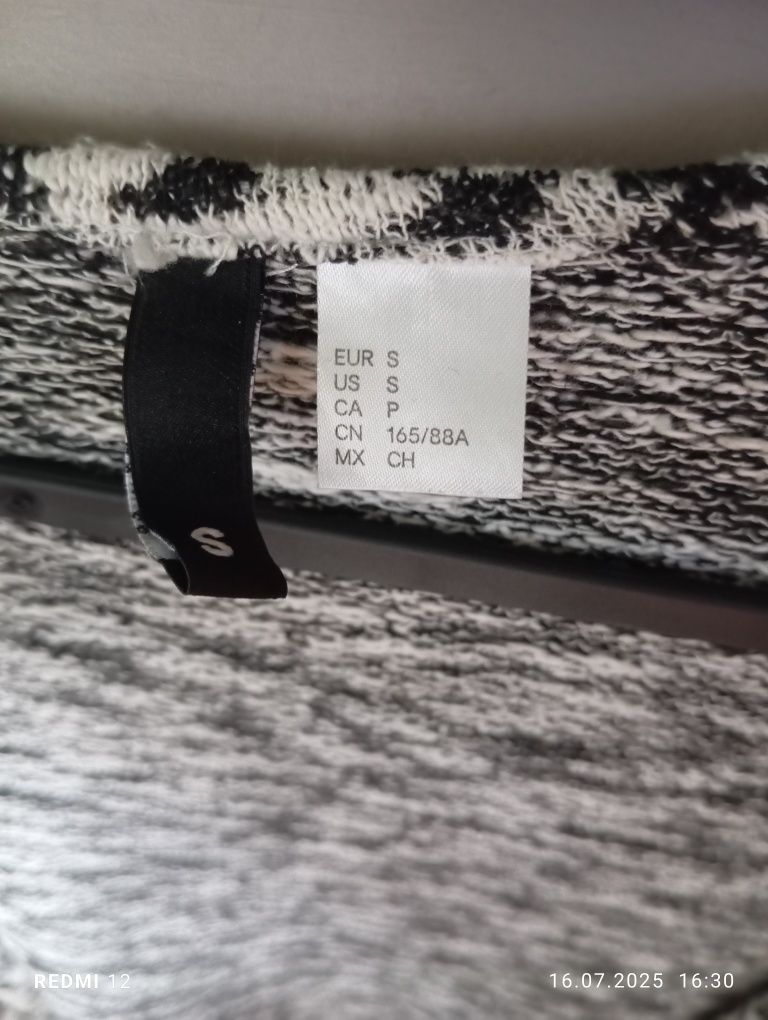 EUR S
US S
CA P
CN 165/88A
MX CH
S
REDMI 12
16.07.2025 16:30